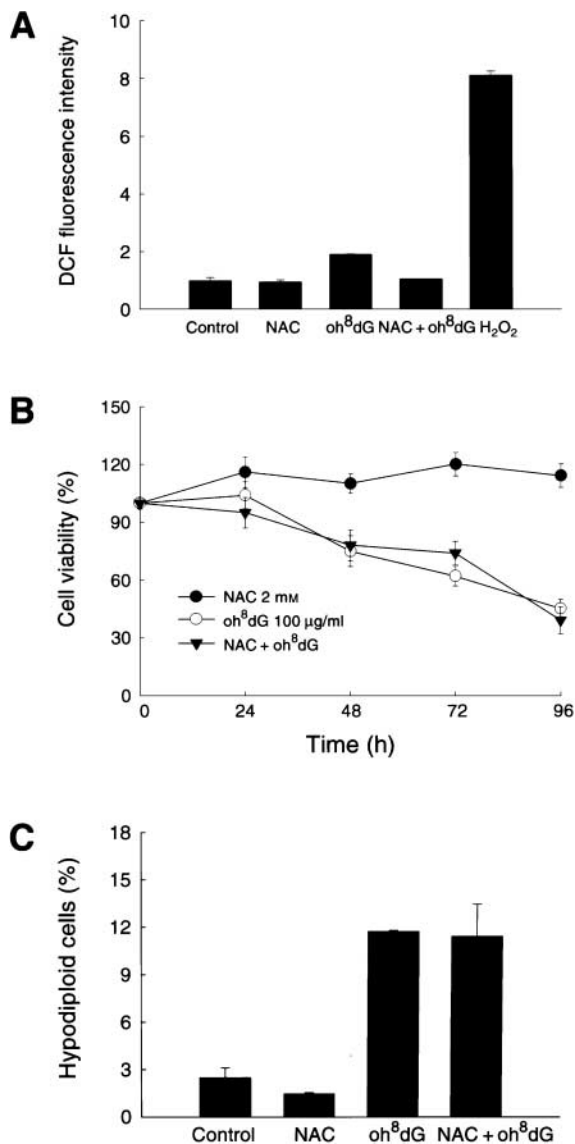 A
DCF fluorescence intensity
10
8
6
4
2
0
Control NAC oh⁸dG NAC + oh⁸dG H₂O₂
B
Cell viability (%)
150
120
90
60
30
0
NAC 2 mM
oh⁸dG 100 µg/ml
NAC + oh⁸dG
0 24 48 72 96
Time (h)
C
Hypodiploid cells (%)
18
15
12
9
6
3
0
Control NAC oh⁸dG NAC + oh⁸dG